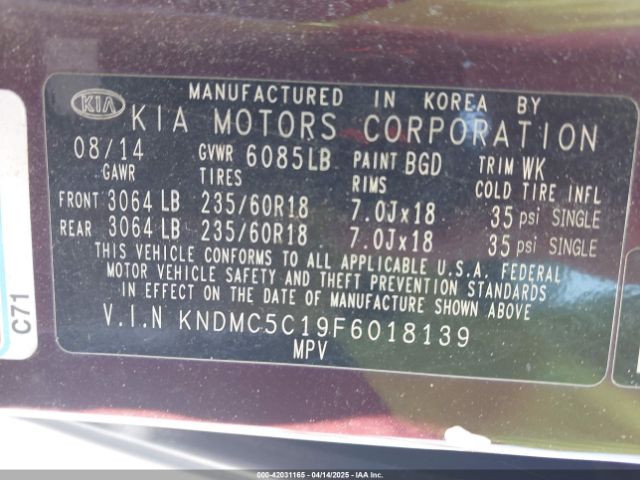 KIA
MANUFACTURED IN KOREA BY
KIA MOTORS CORPORATION
08/14 GVWR 6085LB PAINT BGD TRIM WK
GAWR TIRES RIMS COLD TIRE INFL
FRONT 3064 LB 235/60R18 7.0Jx18 35 psi SINGLE
REAR 3064 LB 235/60R18 7.0Jx18 35 psi SINGLE
THIS VEHICLE CONFORMS TO ALL APPLICABLE U.S.A. FEDERAL
MOTOR VEHICLE SAFETY AND THEFT PREVENTION STANDARDS
IN EFFECT ON THE DATE OF MANUFACTURE SHOWN ABOVE
V.I.N KNDMC5C19F6018139
MPV
C71
000-42031165 - 04/14/2025 - IAAC, Inc.